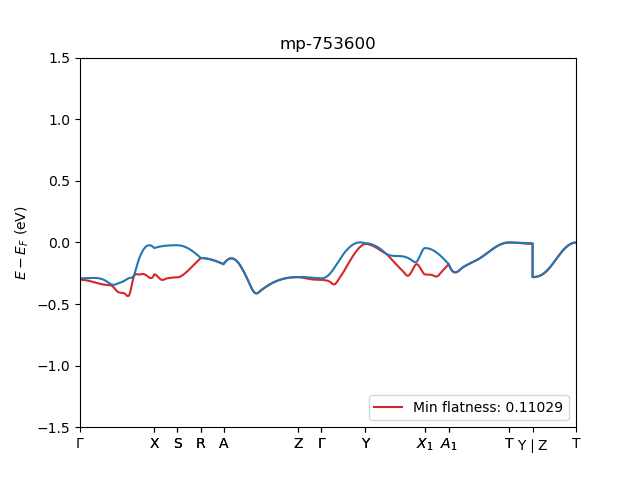 mp-753600
1.5
1.0
0.5
0.0
−0.5
−1.0
−1.5
E − E_F (eV)
Min flatness: 0.11029
Γ X S R A Z Γ Y X₁ A₁ T Y | Z T